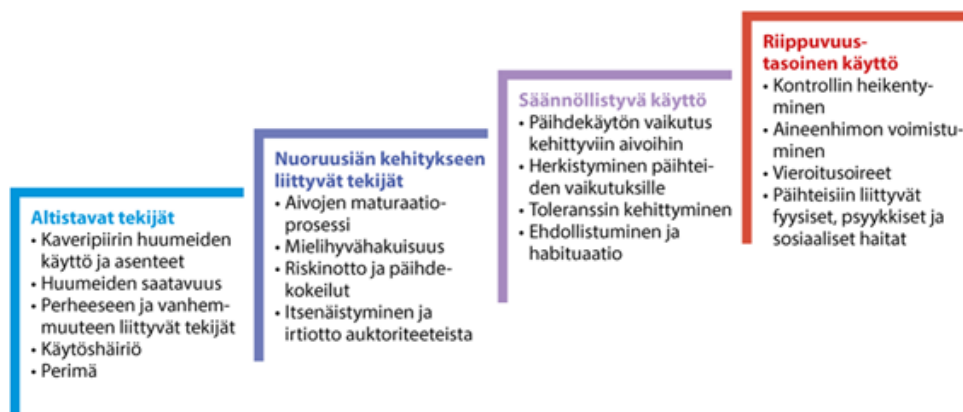 Altistavat tekijät
• Kaveripiirin huumeiden
käyttö ja asenteet
• Huumeiden saatavuus
• Perheeseen ja vanhem-
muuteen liittyvät tekijät
• Käytöshäiriö
• Perimä
Nuoruusiän kehitykseen
liittyvät tekijät
• Aivojen maturaatio-
prosessi
• Mielihyvähakuisuus
• Riskinotto ja päihde-
kokeilut
• Itsenäistyminen ja
irtiotto auktoriteeteista
Säännöllistyvä käyttö
• Päihdekäytön vaikutus
kehittyviin aivoihin
• Herkistyminen päihtei-
den vaikutuksille
• Toleranssin kehittyminen
• Ehdollistuminen ja
habituaatio
Riippuvuus-
tasoinen käyttö
• Kontrollin heikenty-
minen
• Aineenhimon voimistu-
minen
• Vieroitusoireet
• Päihteisiin liittyvät
fyysiset, psyykkiset ja
sosiaaliset haitat